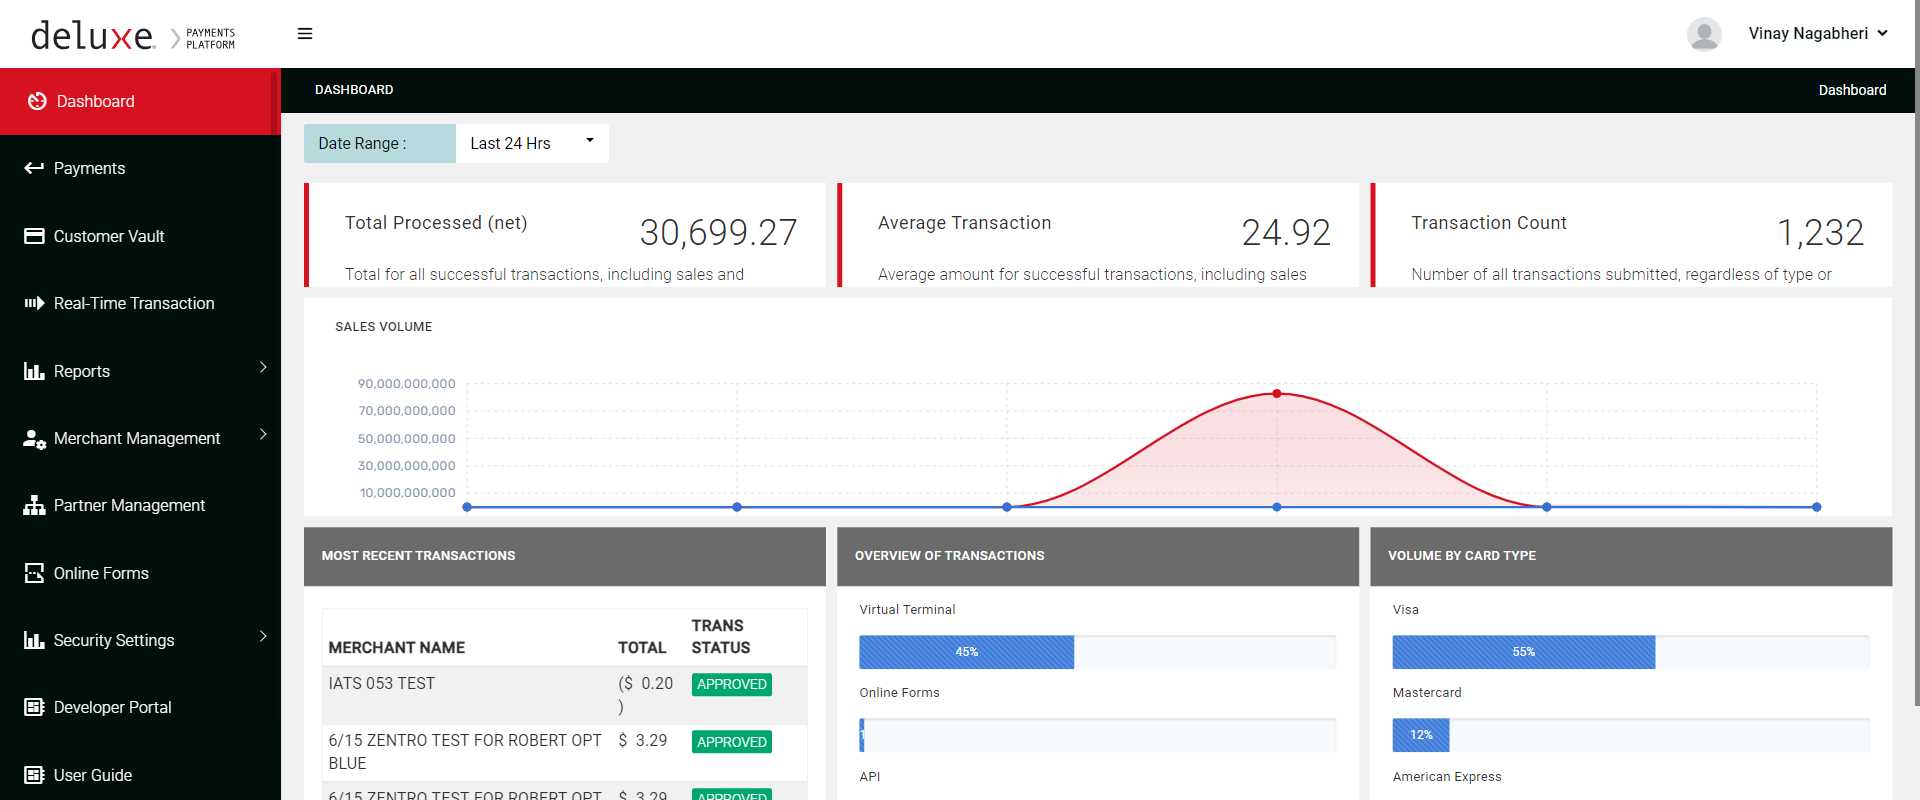 deluxe. PAYMENTS PLATFORM
Vinay Nagabheri
Dashboard
Payments
Customer Vault
Real-Time Transaction
Reports
Merchant Management
Partner Management
Online Forms
Security Settings
Developer Portal
User Guide
DASHBOARD
Dashboard
Date Range :
Last 24 Hrs
Total Processed (net)
30,699.27
Total for all successful transactions, including sales and
Average Transaction
24.92
Average amount for successful transactions, including sales
Transaction Count
1,232
Number of all transactions submitted, regardless of type or
SALES VOLUME
90,000,000,000
70,000,000,000
50,000,000,000
30,000,000,000
10,000,000,000
MOST RECENT TRANSACTIONS
MERCHANT NAME
TOTAL
TRANS
STATUS
IATS 053 TEST
($ 0.20
)
APPROVED
6/15 ZENTRO TEST FOR ROBERT OPT
BLUE
$ 3.29
APPROVED
6/15 ZENTRO TEST FOR ROBERT OPT
$ 3.29
APPROVED
OVERVIEW OF TRANSACTIONS
Virtual Terminal
45%
Online Forms
API
VOLUME BY CARD TYPE
Visa
55%
Mastercard
12%
American Express